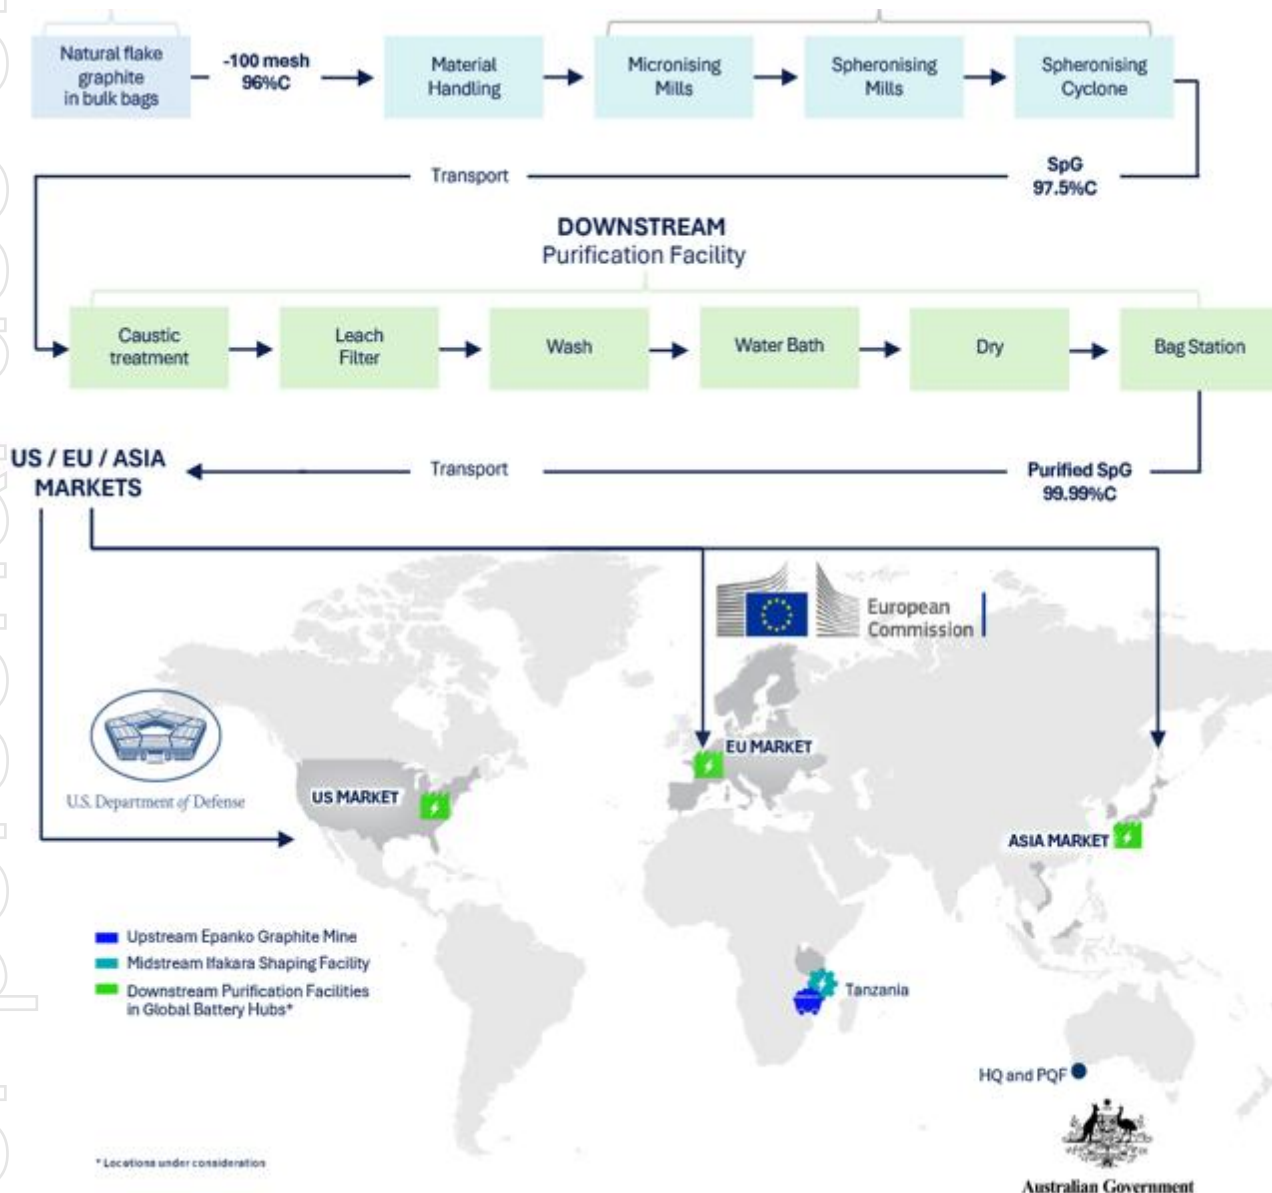 Natural flake
graphite
in bulk bags
-100 mesh
96%C
Material
Handling
Micronising
Mills
Spheronising
Mills
Spheronising
Cyclone
Transport
SpG
97.5%C
DOWNSTREAM
Purification Facility
Caustic
treatment
Leach
Filter
Wash
Water Bath
Dry
Bag Station
US / EU / ASIA
MARKETS
Transport
Purified SpG
99.99%C
European
Commission
U.S. Department of Defense
US MARKET
EU MARKET
ASIA MARKET
Upstream Epanko Graphite Mine
Midstream Ifakara Shaping Facility
Downstream Purification Facilities
in Global Battery Hubs*
Tanzania
HQ and PQF
* Locations under consideration
Australian Government